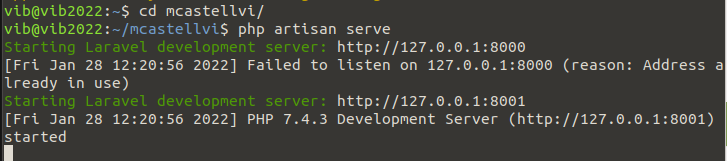 vib@vib2022:~$ cd mcastellvi/
vib@vib2022:~/mcastellvi$ php artisan serve
Starting Laravel development server: http://127.0.0.1:8000
[Fri Jan 28 12:20:56 2022] Failed to listen on 127.0.0.1:8000 (reason: Address a
lready in use)
Starting Laravel development server: http://127.0.0.1:8001
[Fri Jan 28 12:20:56 2022] PHP 7.4.3 Development Server (http://127.0.0.1:8001)
started